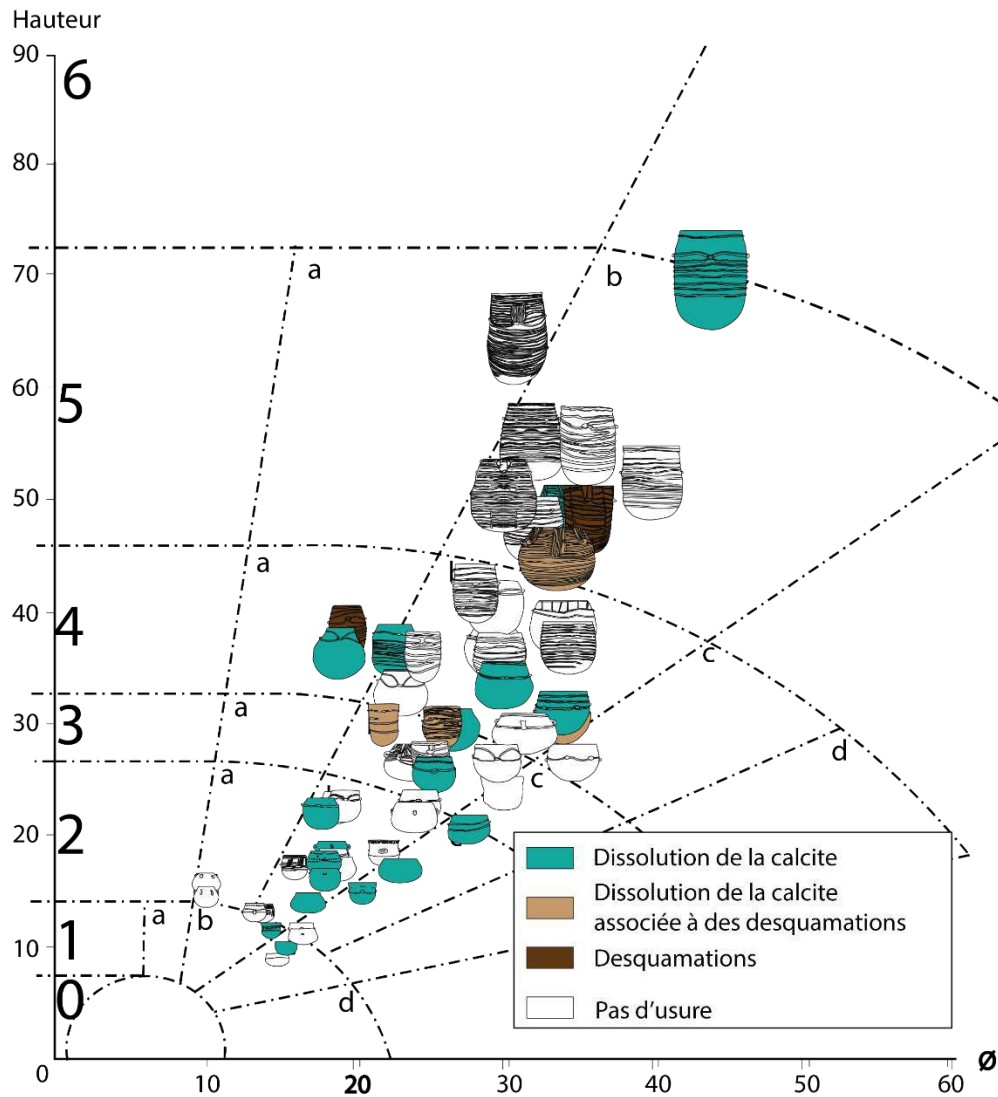 Hauteur
90
6
80
a
b
70
60
5
50
a
40
4
c
a
30
3
d
c
a
20
2
Dissolution de la calcite
Dissolution de la calcite
associée à des desquamations
a
b
1
Desquamations
10
0
d
Pas d'usure
0
10
20
30
40
50
60
Ø